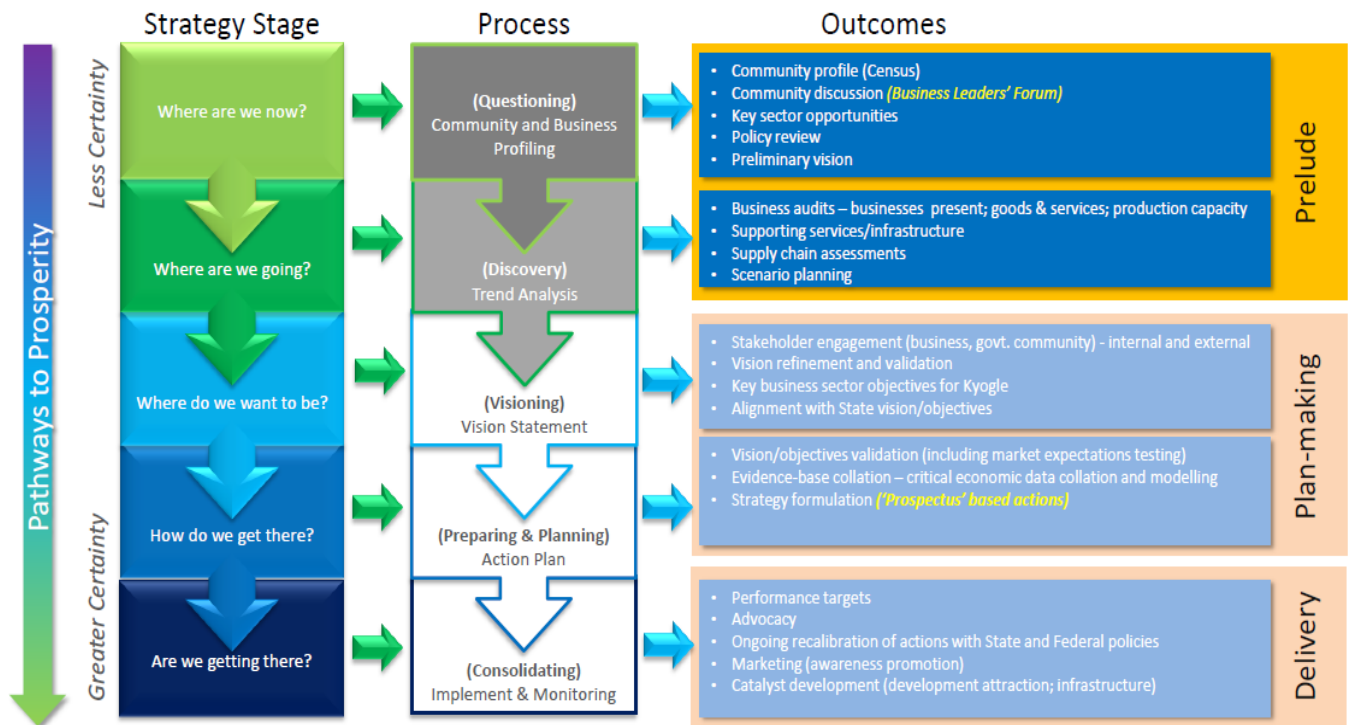 Strategy Stage
Process
Outcomes
Pathways to Prosperity
Less Certainty
Greater Certainty
Where are we now?
(Questioning)
Community and Business
Profiling
• Community profile (Census)
• Community discussion (Business Leaders' Forum)
• Key sector opportunities
• Policy review
• Preliminary vision
Prelude
Where are we going?
(Discovery)
Trend Analysis
• Business audits – businesses present; goods & services; production capacity
• Supporting services/infrastructure
• Supply chain assessments
• Scenario planning
Where do we want to be?
(Visioning)
Vision Statement
• Stakeholder engagement (business, govt. community) - internal and external
• Vision refinement and validation
• Key business sector objectives for Kyogle
• Alignment with State vision/objectives
Plan-making
How do we get there?
(Preparing & Planning)
Action Plan
• Vision/objectives validation (including market expectations testing)
• Evidence-base collation – critical economic data collation and modelling
• Strategy formulation ('Prospectus' based actions)
Are we getting there?
(Consolidating)
Implement & Monitoring
• Performance targets
• Advocacy
• Ongoing recalibration of actions with State and Federal policies
• Marketing (awareness promotion)
• Catalyst development (development attraction; infrastructure)
Delivery